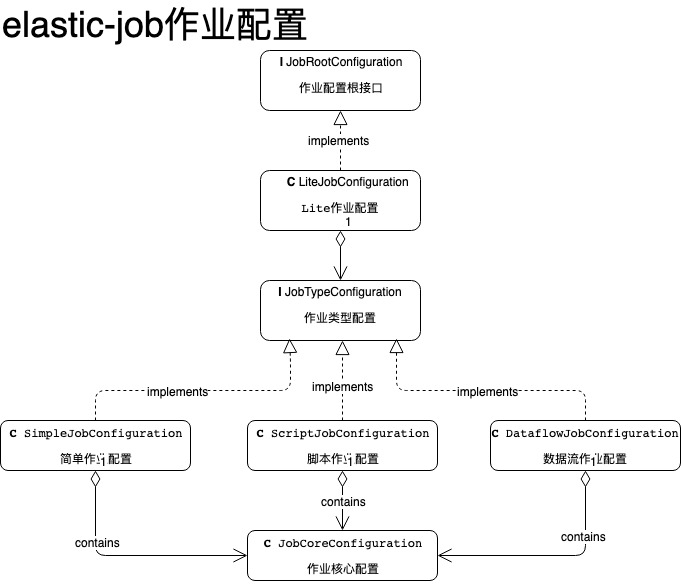 elastic-job作业配置
I JobRootConfiguration
作业配置根接口
implements
C LiteJobConfiguration
Lite作业配置
1
I JobTypeConfiguration
作业类型配置
implements
implements
implements
C SimpleJobConfiguration
简单作业配置
1
C ScriptJobConfiguration
脚本作业配置
1
C DataflowJobConfiguration
数据流作业配置
1
contains
contains
contains
C JobCoreConfiguration
作业核心配置